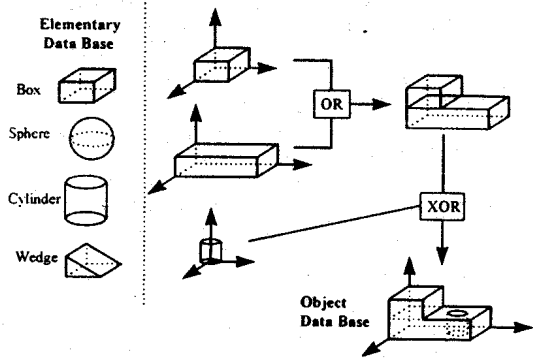 Elementary
Data Base
Box
Sphere
Cylinder
Wedge
OR
XOR
Object
Data Base